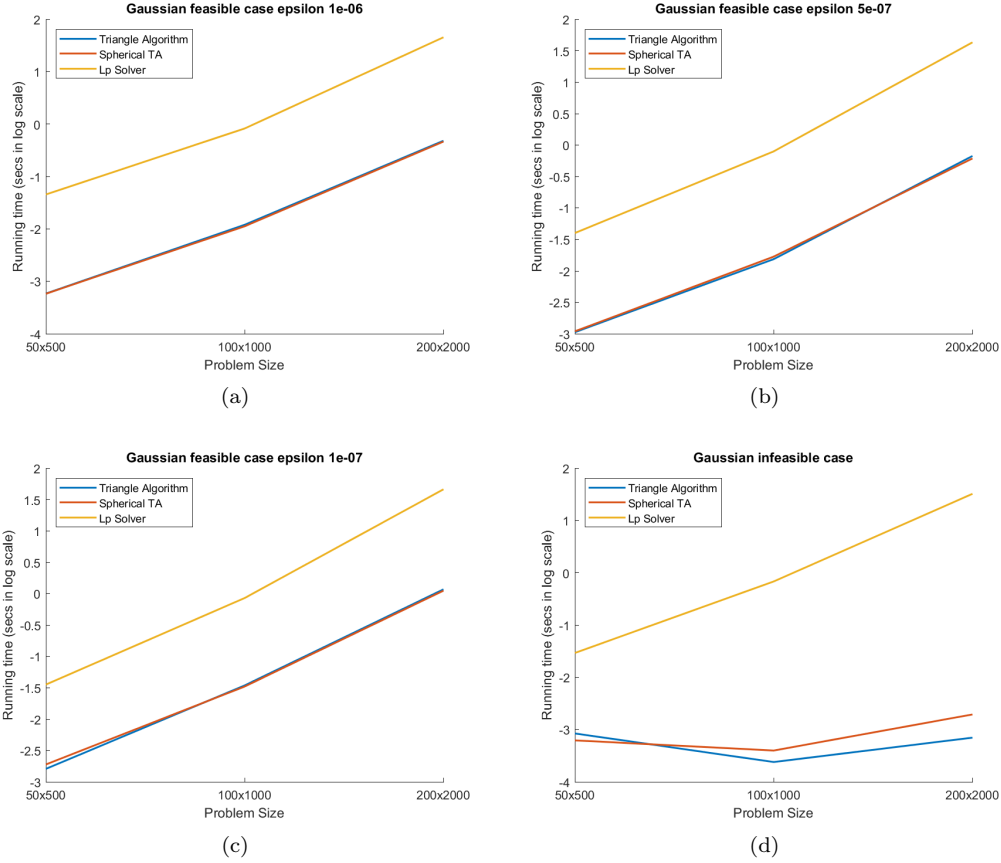 Gaussian feasible case epsilon 1e-06
Triangle Algorithm
Spherical TA
Lp Solver
Running time (secs in log scale)
2
1
0
-1
-2
-3
-4
50x500
100x1000
200x2000
Problem Size
(a)
Gaussian feasible case epsilon 5e-07
Triangle Algorithm
Spherical TA
Lp Solver
Running time (secs in log scale)
2
1.5
1
0.5
0
-0.5
-1
-1.5
-2
-2.5
-3
50x500
100x1000
200x2000
Problem Size
(b)
Gaussian feasible case epsilon 1e-07
Triangle Algorithm
Spherical TA
Lp Solver
Running time (secs in log scale)
2
1.5
1
0.5
0
-0.5
-1
-1.5
-2
-2.5
-3
50x500
100x1000
200x2000
Problem Size
(c)
Gaussian infeasible case
Triangle Algorithm
Spherical TA
Lp Solver
Running time (secs in log scale)
2
1
0
-1
-2
-3
-4
50x500
100x1000
200x2000
Problem Size
(d)